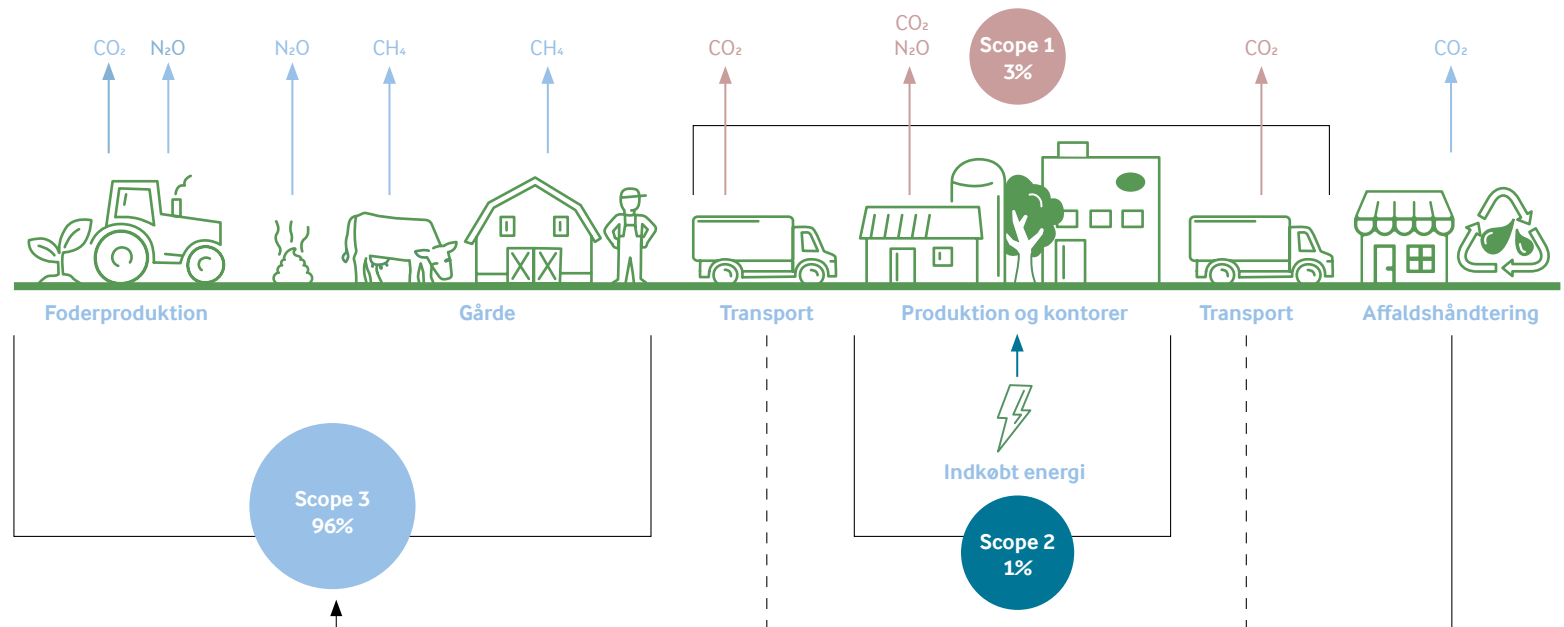 CO₂
N₂O
N₂O
CH₄
CH₄
CO₂
CO₂
N₂O
Scope 1
3%
CO₂
CO₂
Foderproduktion
Gårde
Transport
Produktion og kontorer
Transport
Affaldshåndtering
Indkøbt energi
Scope 3
96%
Scope 2
1%